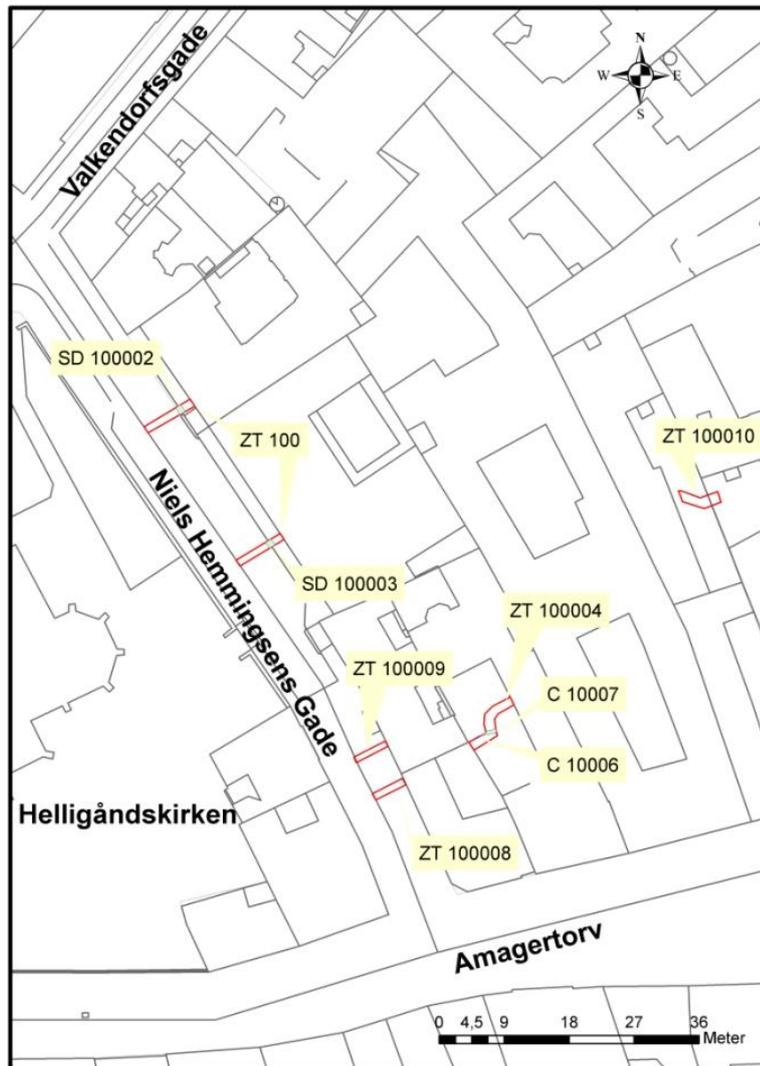 Valkendorfsgade
N
W E
S
SD 100002
ZT 100
ZT 100010
Niels Hemmingsens Gade
SD 100003
ZT 100004
ZT 100009
C 10007
C 10006
Helligåndskirken
ZT 100008
Amagertorv
0 4,5 9 18 27 36
Meter